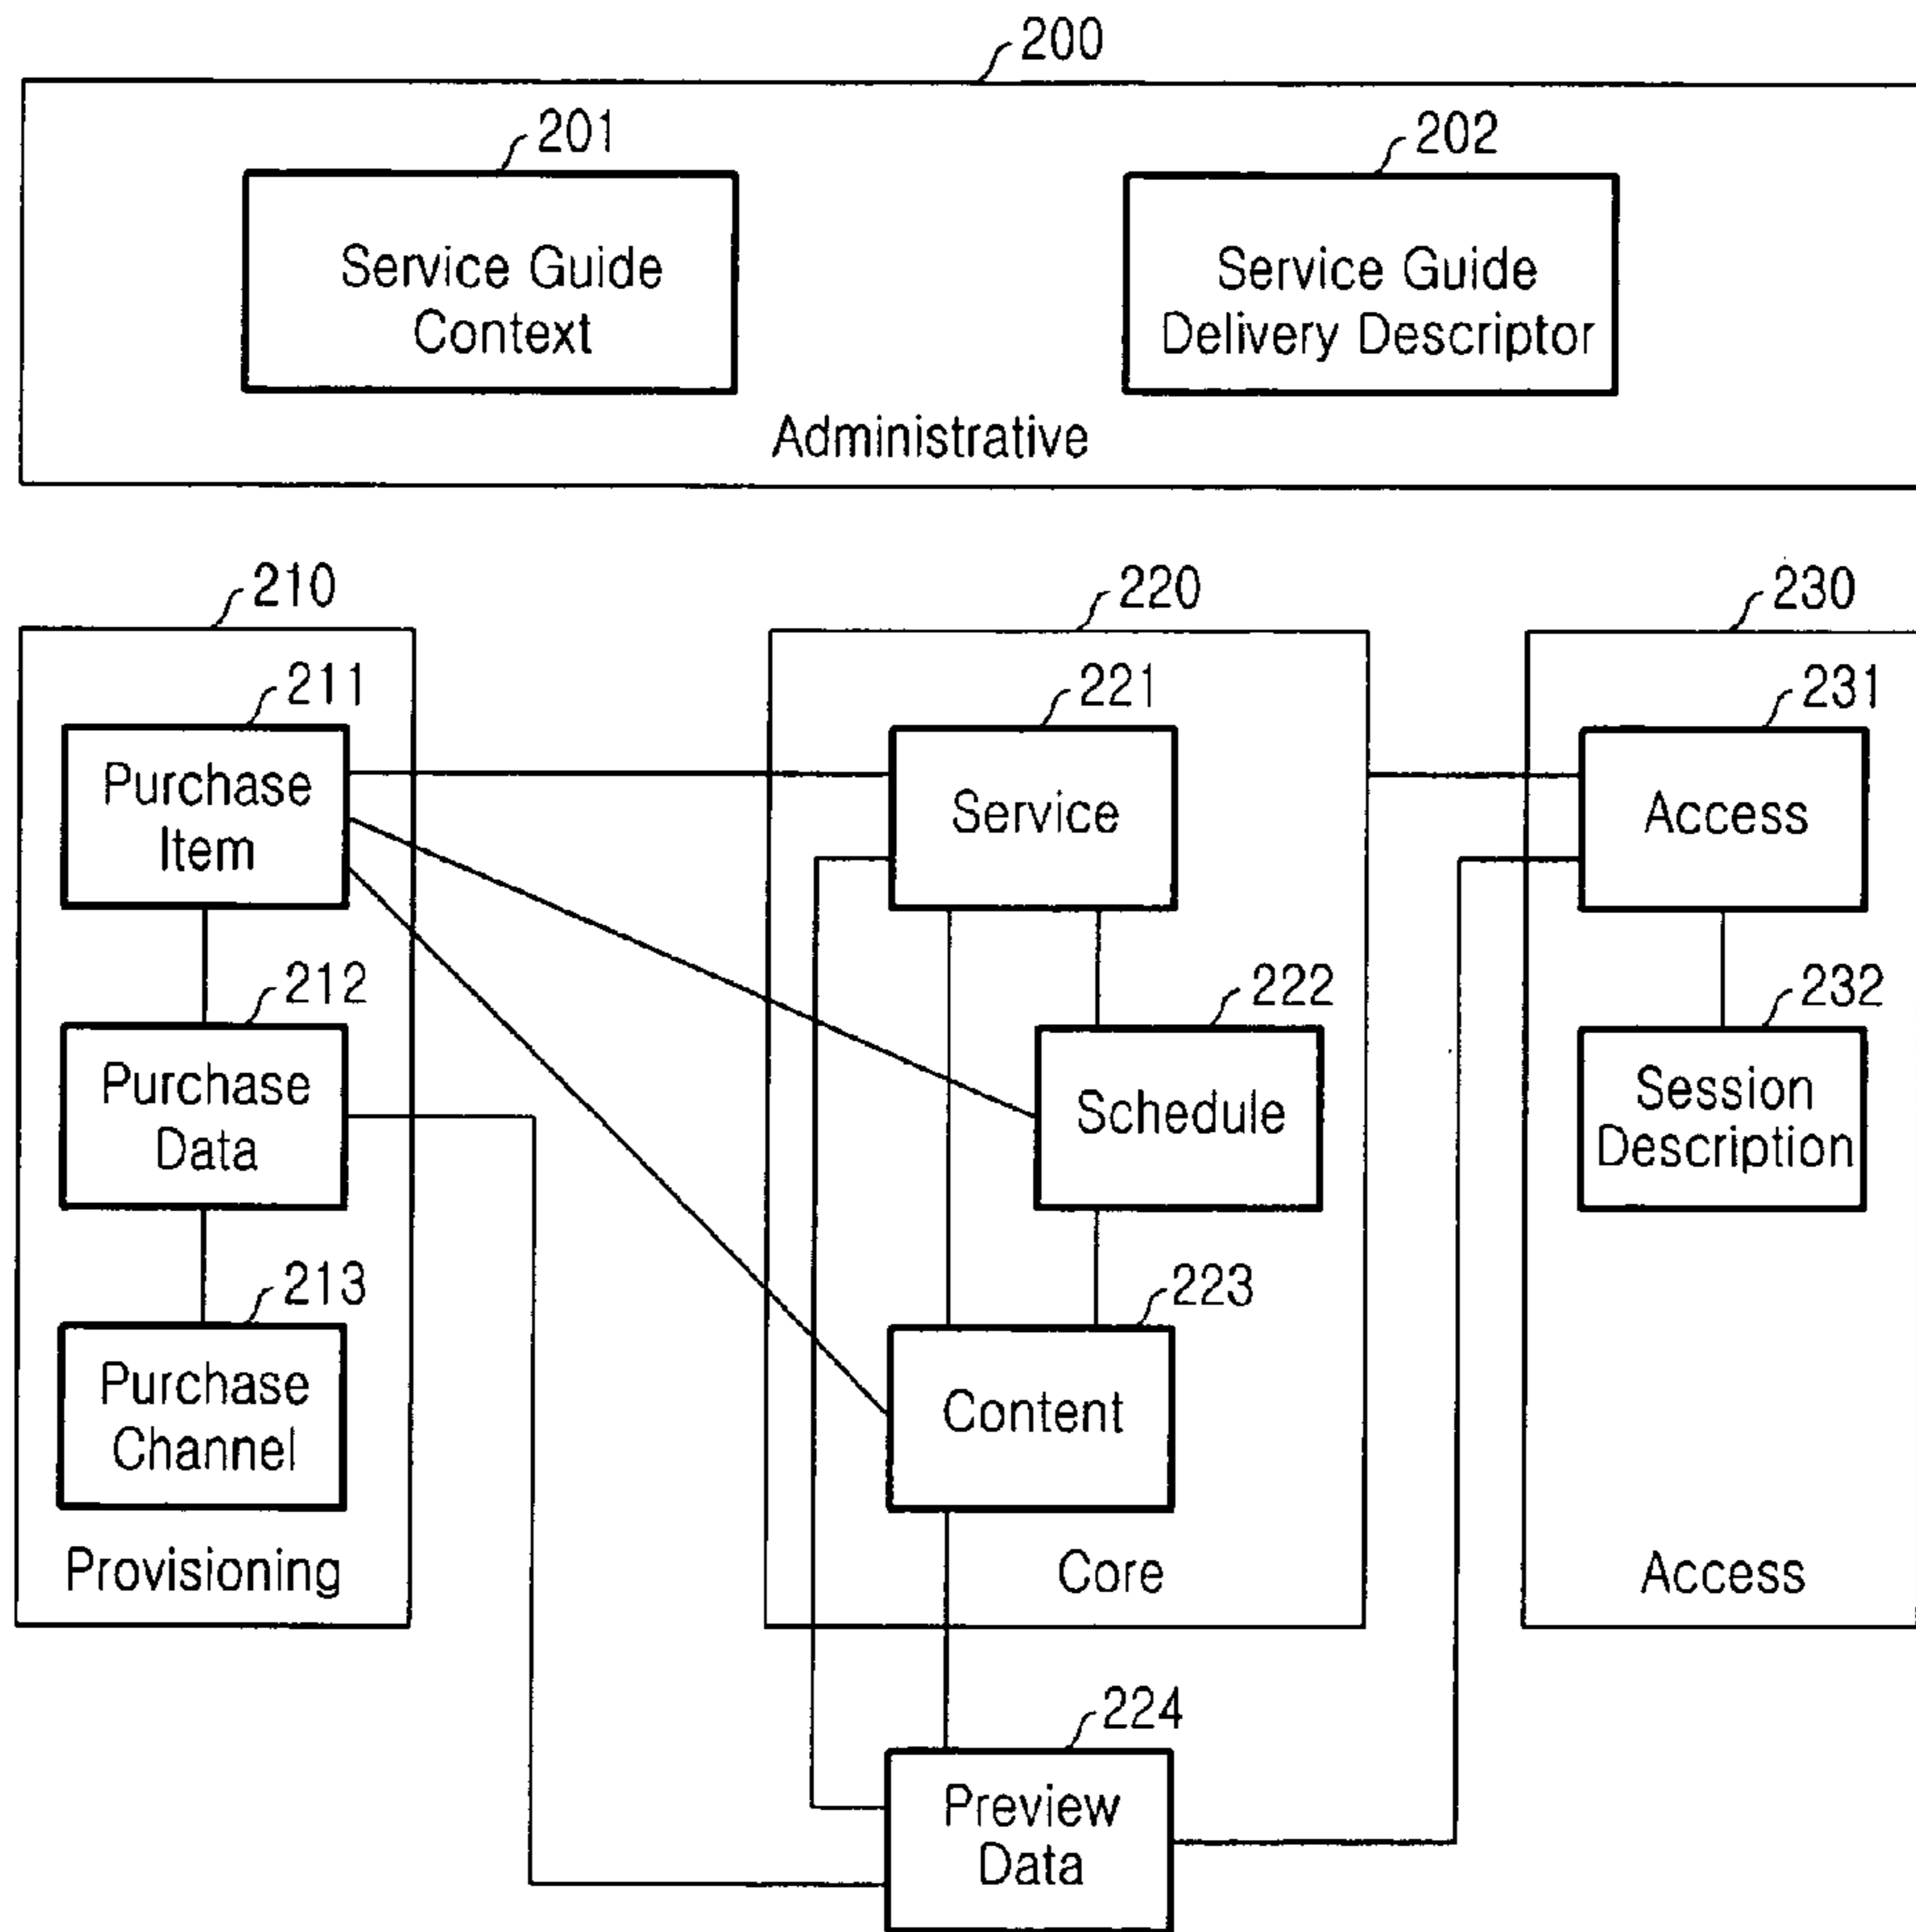 200
201
202
Service Guide
Context
Service Guide
Delivery Descriptor
Administrative
210
220
230
211
221
231
Purchase
Item
Service
Access
212
222
232
Purchase
Data
Schedule
Session
Description
213
223
Purchase
Channel
Content
Provisioning
Core
Access
224
Preview
Data